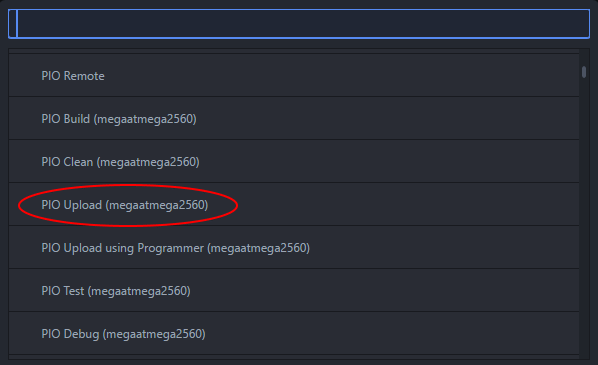 PIO Remote
PIO Build (megaatmega2560)
PIO Clean (megaatmega2560)
PIO Upload (megaatmega2560)
PIO Upload using Programmer (megaatmega2560)
PIO Test (megaatmega2560)
PIO Debug (megaatmega2560)